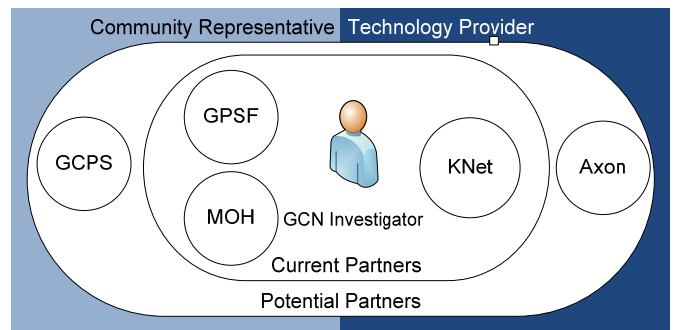 Community Representative
Technology Provider
GPSF
GCPS
KNet
Axon
MOH
GCN Investigator
Current Partners
Potential Partners